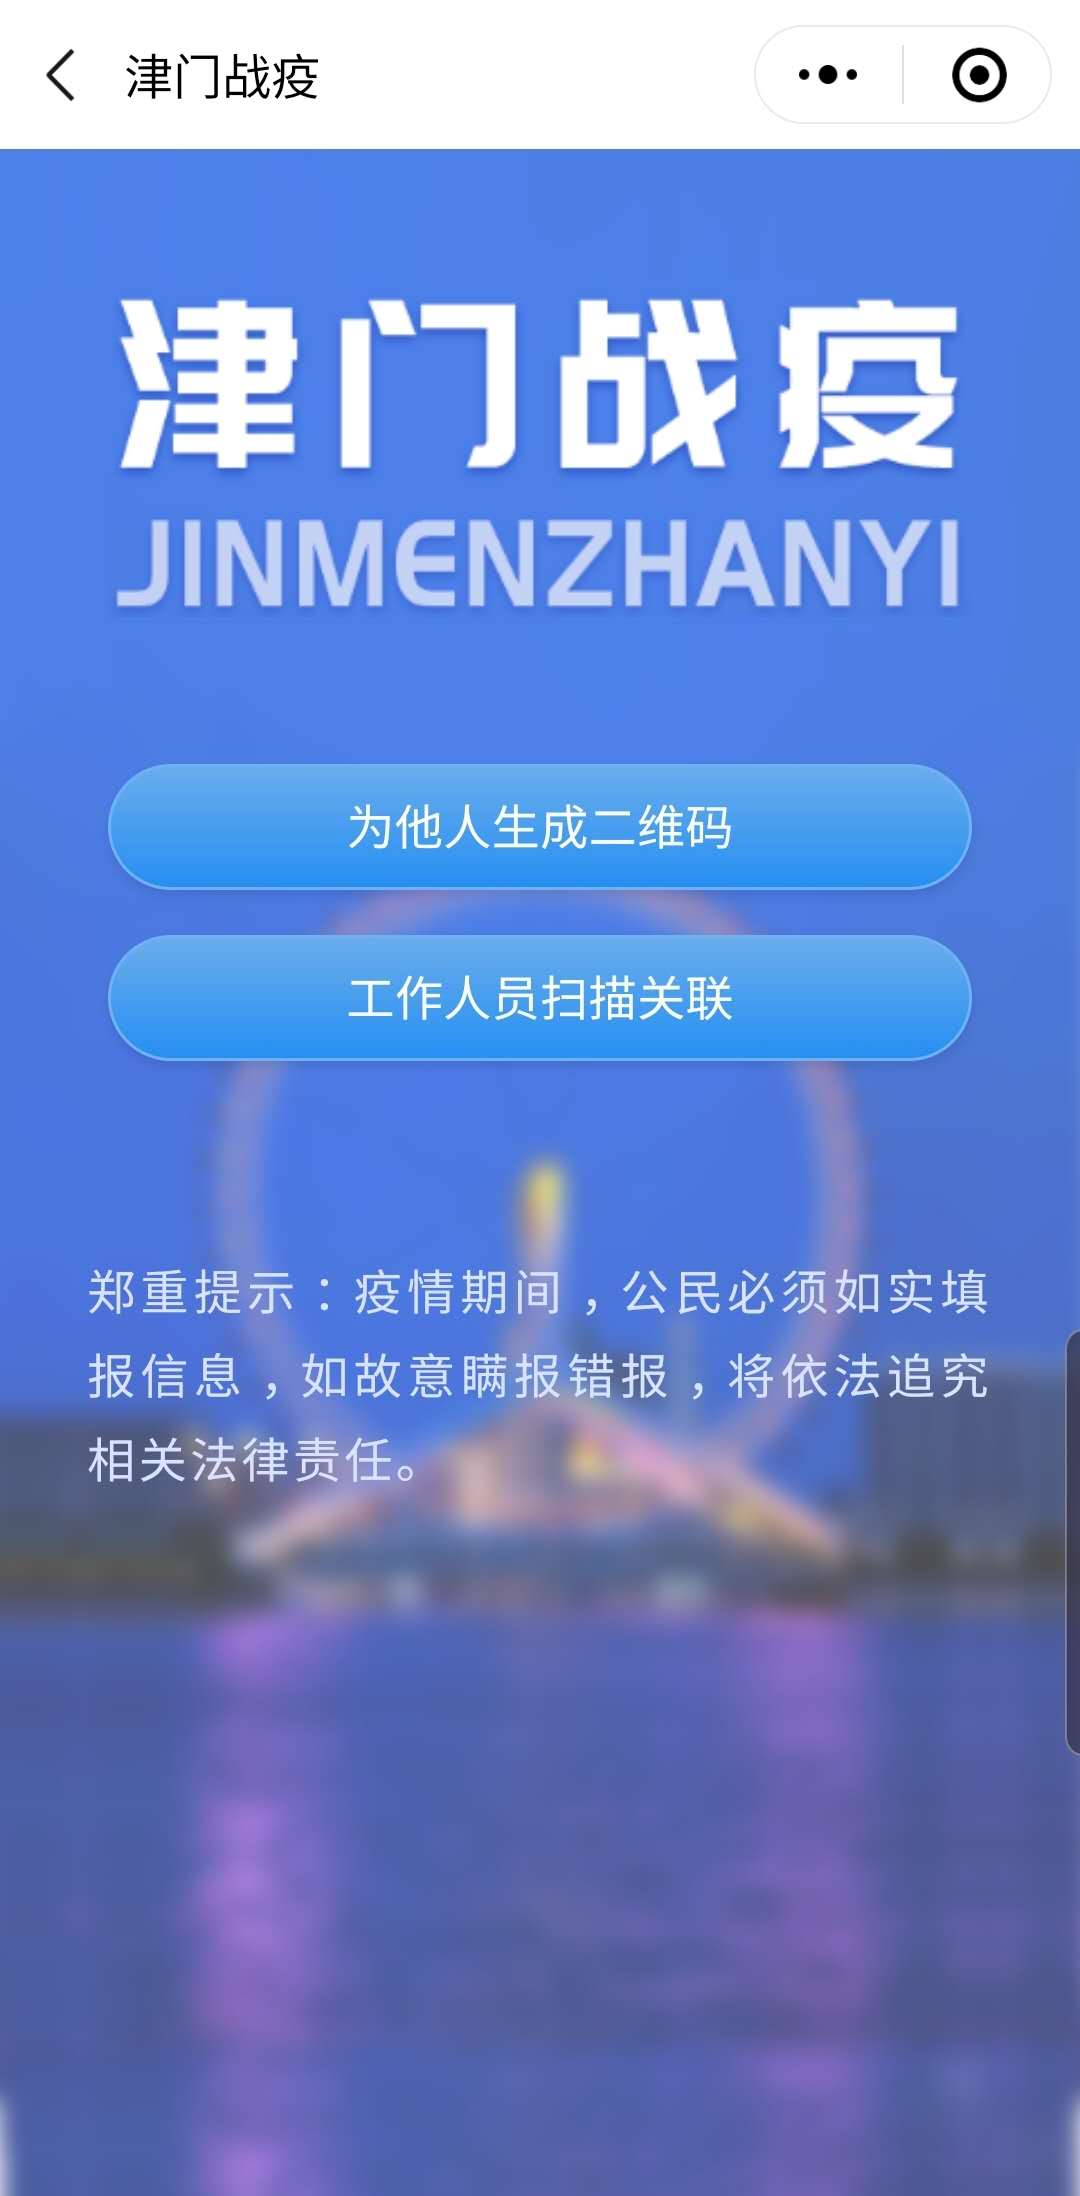 津门战疫
津门战疫
JINMENZHANYI
为他人生成二维码
工作人员扫描关联
郑重提示：疫情期间，公民必须如实填
报信息，如故意瞒报错报，将依法追究
相关法律责任。